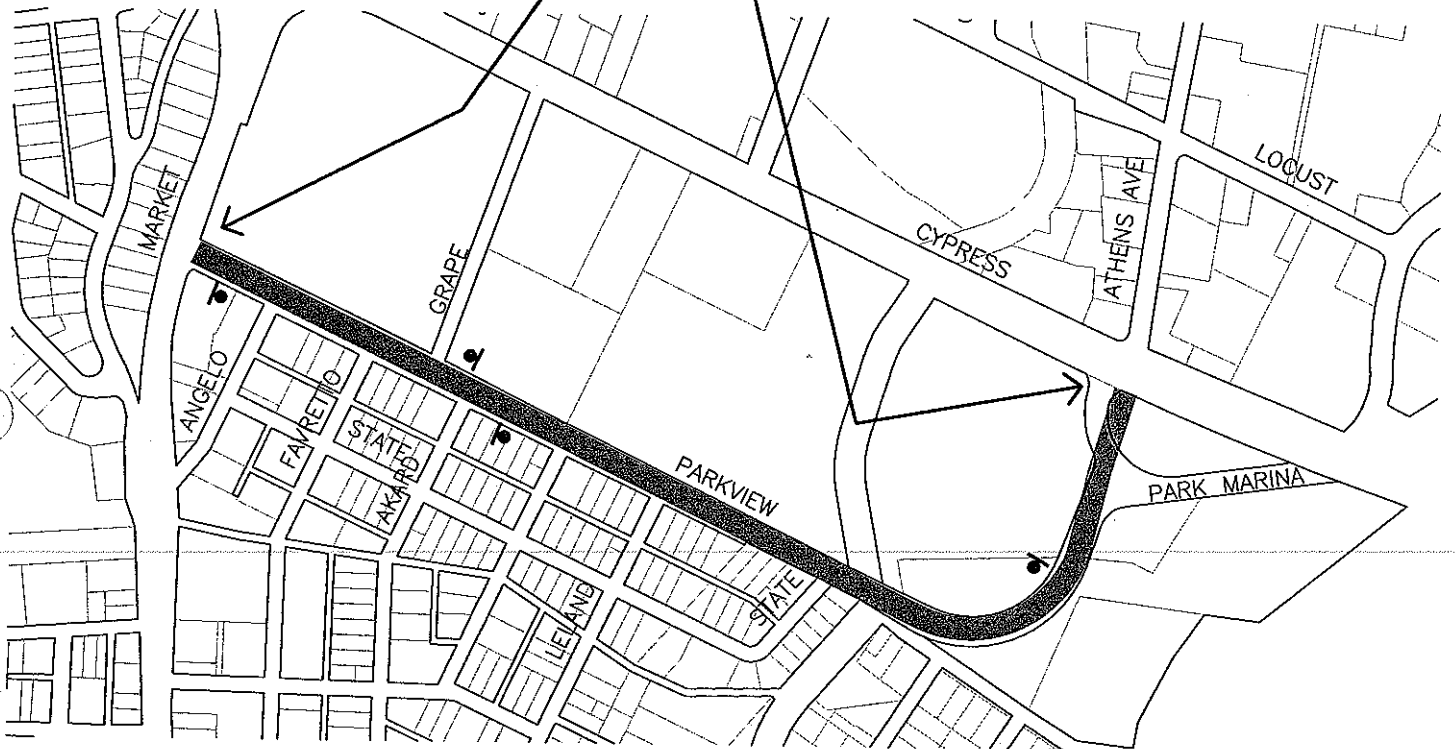 LOCUST
MARKET
ATHENS AVE
CYPRESS
GRAPE
ANGELO
FAVRETTO
STATE
AKARD
PARKVIEW
PARK MARINA
STATE
LELAND